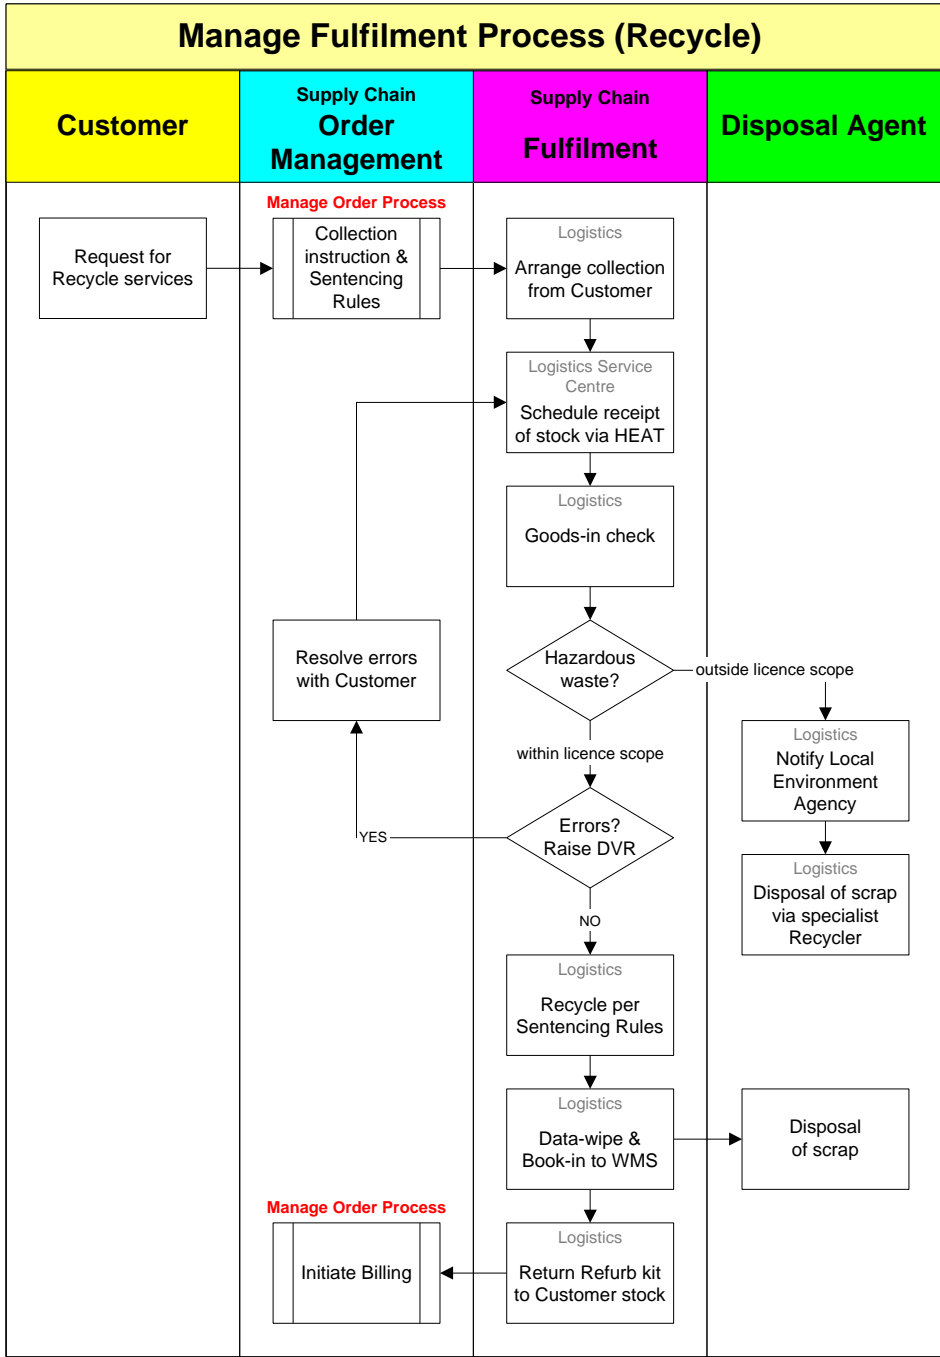 Manage Fulfilment Process (Recycle)
Customer
Supply Chain
Order
Management
Supply Chain
Fulfilment
Disposal Agent
Manage Order Process
Request for
Recycle services
Collection
instruction &
Sentencing
Rules
Logistics
Arrange collection
from Customer
Logistics Service
Centre
Schedule receipt
of stock via HEAT
Logistics
Goods-in check
Resolve errors
with Customer
Hazardous
waste?
outside licence scope
Logistics
Notify Local
Environment
Agency
within licence scope
Errors?
Raise DVR
YES
Logistics
Disposal of scrap
via specialist
Recycler
NO
Logistics
Recycle per
Sentencing Rules
Logistics
Data-wipe &
Book-in to WMS
Disposal
of scrap
Manage Order Process
Initiate Billing
Logistics
Return Refurb kit
to Customer stock